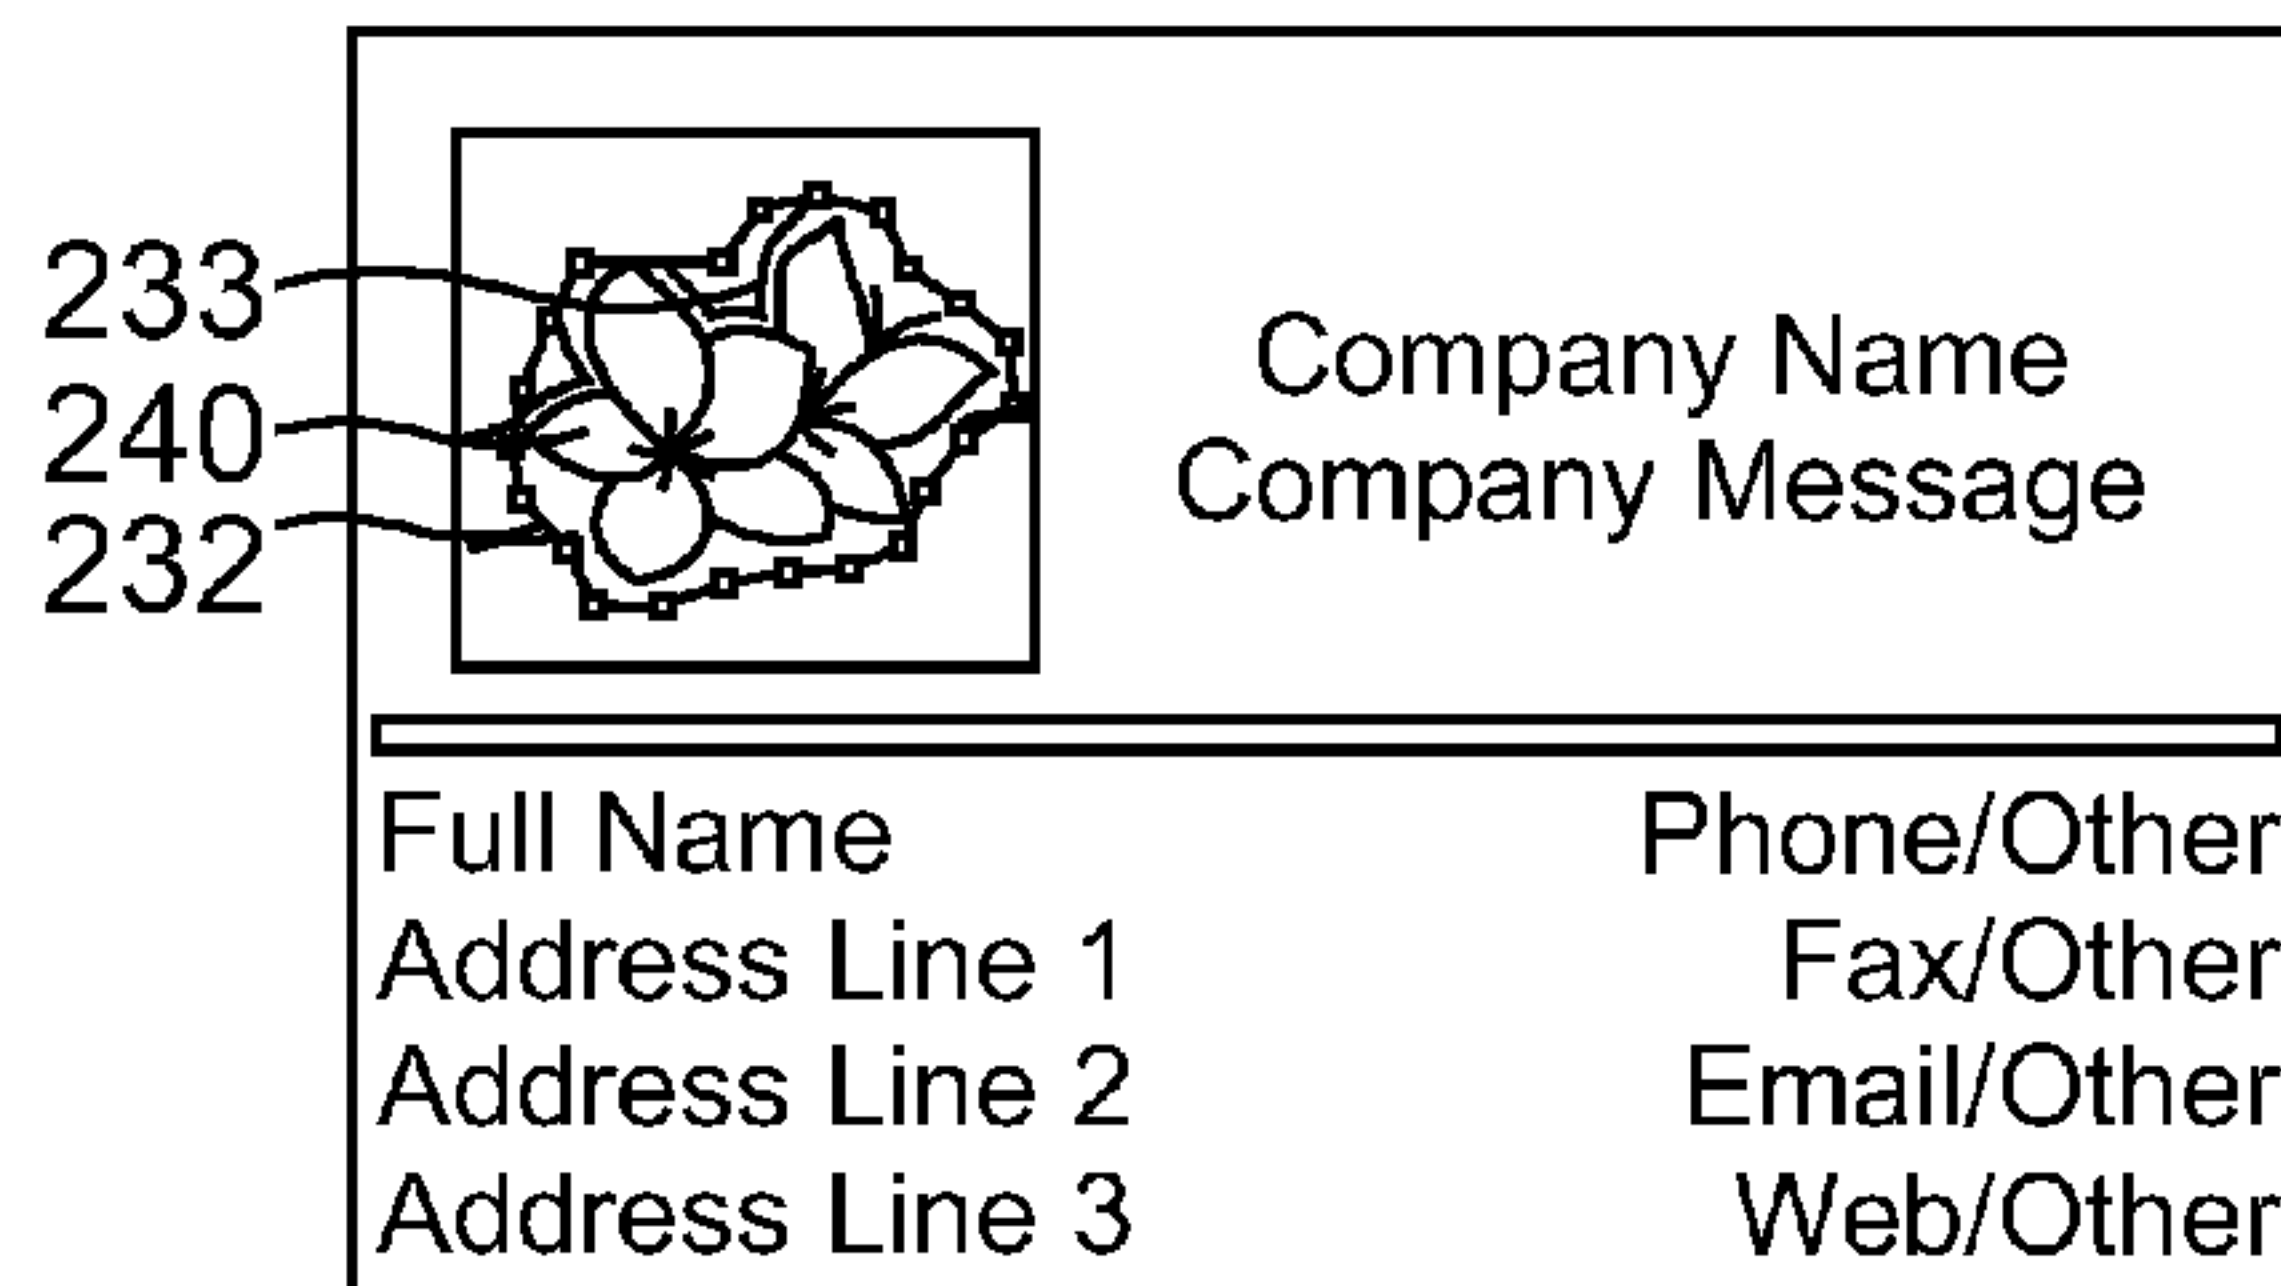 233
240
232
Company Name
Company Message
Full Name Phone/Other
Address Line 1 Fax/Other
Address Line 2 Email/Other
Address Line 3 Web/Other